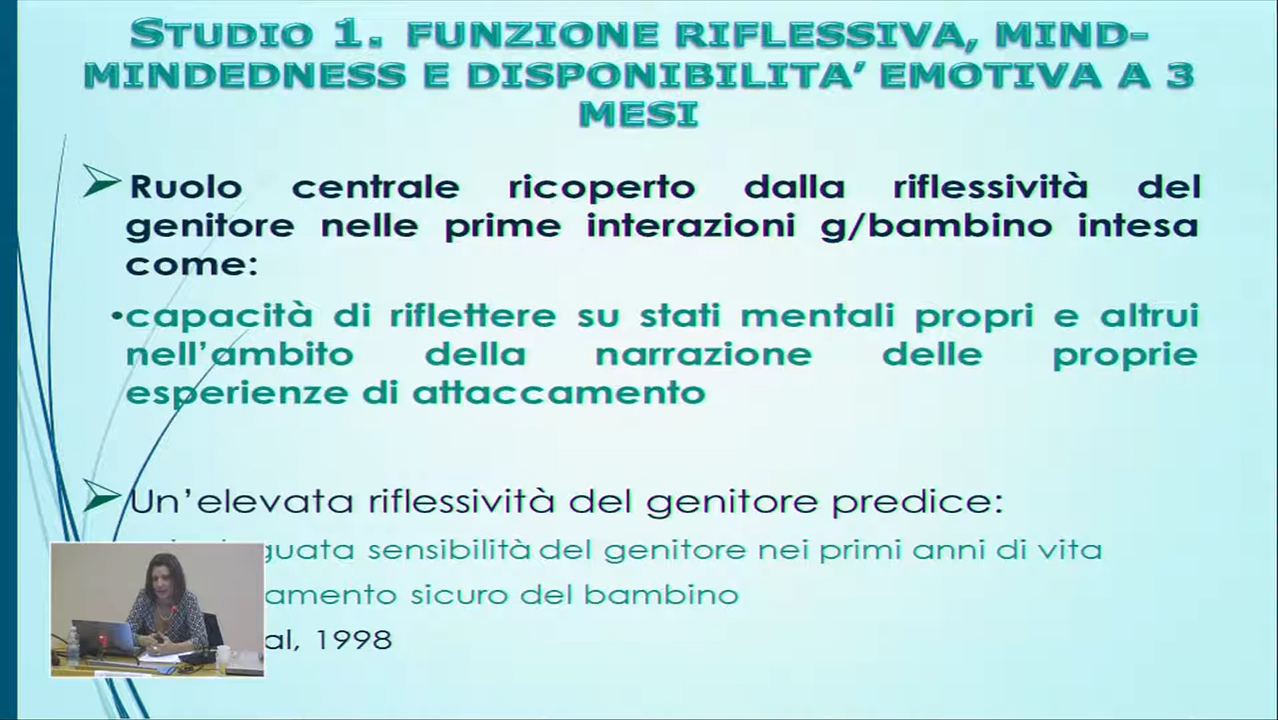 STUDIO 1. FUNZIONE RIFLESSIVA, MIND-
MINDEDNESS E DISPONIBILITA’ EMOTIVA A 3
MESI
Ruolo centrale ricoperto dalla riflessività del
genitore nelle prime interazioni g/bambino intesa
come:
•capacità di riflettere su stati mentali propri e altrui
nell’ambito della narrazione delle proprie
esperienze di attaccamento
Un’elevata riflessività del genitore predice:
sensibilità del genitore nei primi anni di vita
sicuro del bambino
al, 1998